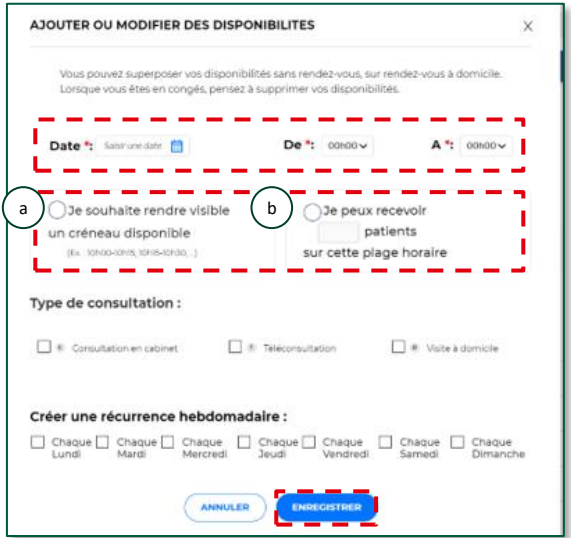 AJOUTER OU MODIFIER DES DISPONIBILITES X
Vous pouvez superposer vos disponibilités sans rendez-vous, sur rendez-vous à domicile.
Lorsque vous êtes en congés, pensez à supprimer vos disponibilités.
Date *: Saisir une date De *: 00h00 A *: 00h00
a Je souhaite rendre visible
un créneau disponible
(Ex. : 10h00-10h15, 10h15-10h30, ...)
b Je peux recevoir
patients
sur cette plage horaire
Type de consultation :
Consultation en cabinet Téléconsultation Visite à domicile
Créer une récurrence hebdomadaire :
Chaque Lundi
Chaque Mardi
Chaque Mercredi
Chaque Jeudi
Chaque Vendredi
Chaque Samedi
Chaque Dimanche
ANNULER ENREGISTRER